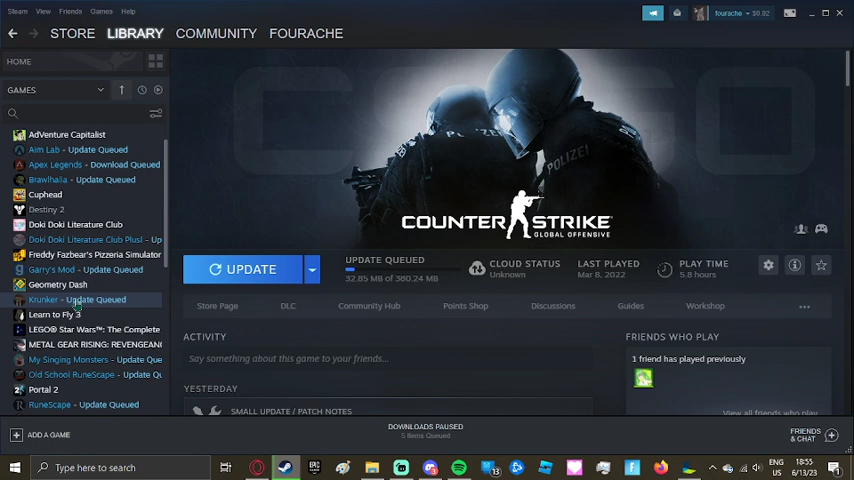 Steam View Friends Games Help
fourache $0.92
STORE LIBRARY COMMUNITY FOURACHE
HOME
GAMES
AdVenture Capitalist
Aim Lab - Update Queued
Apex Legends - Download Queued
Brawlhalla - Update Queued
Cuphead
Destiny 2
Doki Doki Literature Club
Doki Doki Literature Club Plus! - Up
Freddy Fazbear's Pizzeria Simulator
Garry's Mod - Update Queued
Geometry Dash
Krunker - Update Queued
Learn to Fly 3
LEGO® Star Wars™: The Complete
METAL GEAR RISING: REVENGEANC
My Singing Monsters - Update Que
Old School RuneScape - Update Qu
Portal 2
RuneScape - Update Queued
CS GO
POLIZEI
COUNTER STRIKE
GLOBAL OFFENSIVE
UPDATE
UPDATE QUEUED
32.85 MB of 380.24 MB
CLOUD STATUS
Unknown
LAST PLAYED
Mar 8, 2022
PLAY TIME
5.8 hours
Store Page DLC Community Hub Points Shop Discussions Guides Workshop
ACTIVITY
Say something about this game to your friends...
YESTERDAY
SMALL UPDATE / PATCH NOTES
FRIENDS WHO PLAY
1 friend has played previously
View all friends who play
ADD A GAME
DOWNLOADS PAUSED
5 Items Queued
FRIENDS
& CHAT
Type here to search
EPIC
GAMES
13
ENG
US
18:55
6/13/23